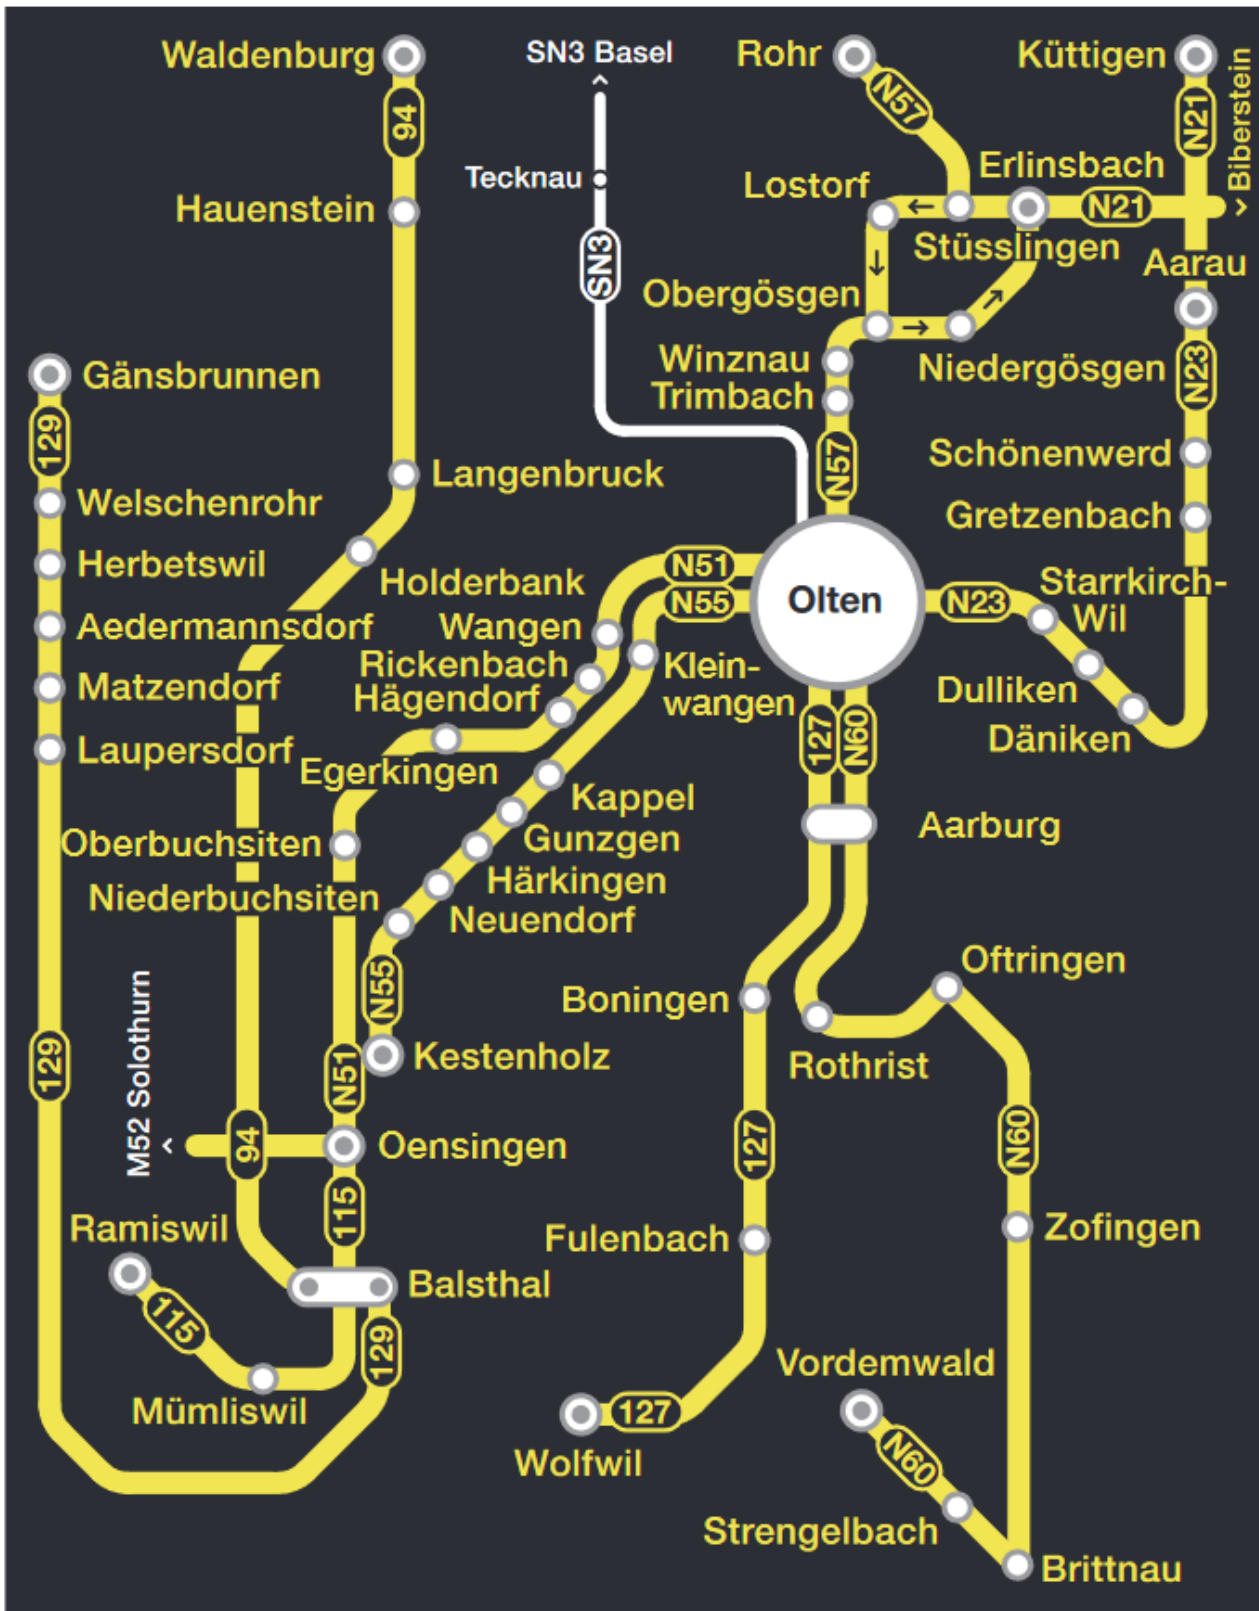 Waldenburg
SN3 Basel
Rohr
Küttigen
94
N57
N21
Biberstein
Tecknau
Erlinsbach
Lostorf
Hauenstein
N21
Stüsslingen
SN3
Aarau
Obergösgen
Winznau
Niedergösgen
Gänsbrunnen
Trimbach
N23
129
Schönenwerd
Langenbruck
N57
Welschenrohr
Gretzenbach
Herbetswil
Holderbank
N51
N55
Olten
N23
Starrkirch-
Wil
Aedermannsdorf
Wangen
Rickenbach
Klein-
wangen
Matzendorf
Hägendorf
Dulliken
Däniken
Laupersdorf
127
N60
Egerkingen
Kappel
Aarburg
Oberbuchsiten
Gunzgen
Härkingen
Niederbuchsiten
Neuendorf
Oftringen
N55
Boningen
M52 Solothurn
129
N51
Kestenholz
Rothrist
94
Oensingen
127
N60
115
Ramiswil
Fulenbach
Zofingen
Balsthal
115
129
Vordemwald
Mümliswil
127
Wolfwil
N60
Strengelbach
Brittnau